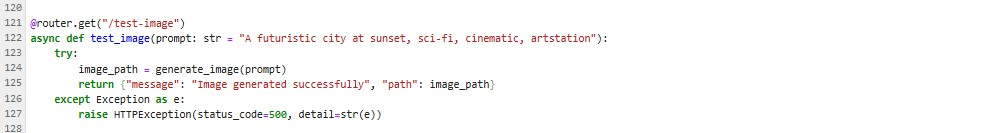 120
121 @router.get("/test-image")
122 async def test_image(prompt: str = "A futuristic city at sunset, sci-fi, cinematic, artstation"):
123     try:
124         image_path = generate_image(prompt)
125         return {"message": "Image generated successfully", "path": image_path}
126     except Exception as e:
127         raise HTTPException(status_code=500, detail=str(e))
128